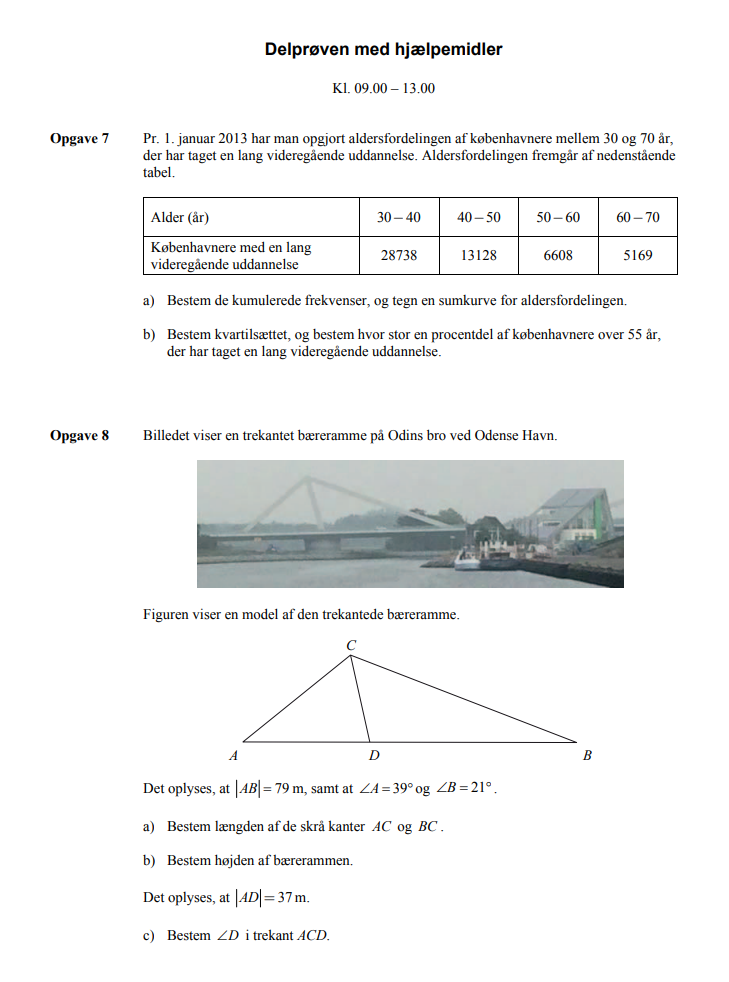 Delprøven med hjælpemidler
Kl. 09.00 – 13.00
Opgave 7 Pr. 1. januar 2013 har man opgjort aldersfordelingen af københavnere mellem 30 og 70 år,
der har taget en lang videregående uddannelse. Aldersfordelingen fremgår af nedenstående
tabel.
Alder (år) 30 – 40 40 – 50 50 – 60 60 – 70
Københavnere med en lang
videregående uddannelse 28738 13128 6608 5169
a) Bestem de kumulerede frekvenser, og tegn en sumkurve for aldersfordelingen.
b) Bestem kvartilsættet, og bestem hvor stor en procentdel af københavnere over 55 år,
der har taget en lang videregående uddannelse.
Opgave 8 Billedet viser en trekantet bæreramme på Odins bro ved Odense Havn.
Figuren viser en model af den trekantede bæreramme.
C
A D B
Det oplyses, at |AB| = 79 m, samt at ∠A = 39° og ∠B = 21°.
a) Bestem længden af de skrå kanter AC og BC.
b) Bestem højden af bærerammen.
Det oplyses, at |AD| = 37 m.
c) Bestem ∠D i trekant ACD.